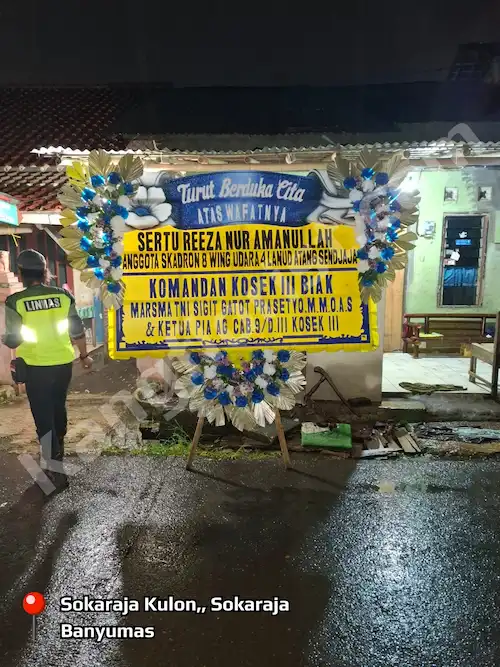 Turut Berduka Cita
ATAS WAFATNYA
SERTU REEZA NUR AMANULLAH
ANGGOTA SKADRON 8 WING UDARA 4 LANUD ATANG SENDJAJA
KOMANDAN KOSEK III BIAK
MARSMA TNI SIGIT GATOT PRASETYO.M.M.O.A.S
& KETUA PIA AG CAB.9/D.III KOSEK III
LINMAS
Sokaraja Kulon,, Sokaraja
Banyumas